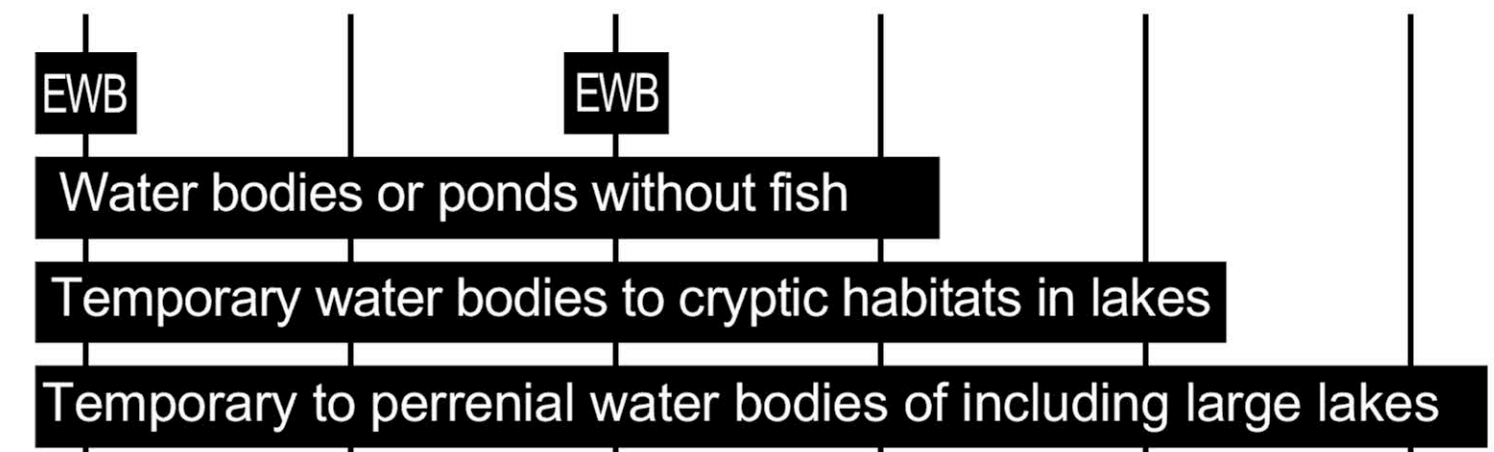 EWB EWB
Water bodies or ponds without fish
Temporary water bodies to cryptic habitats in lakes
Temporary to perrenial water bodies of including large lakes